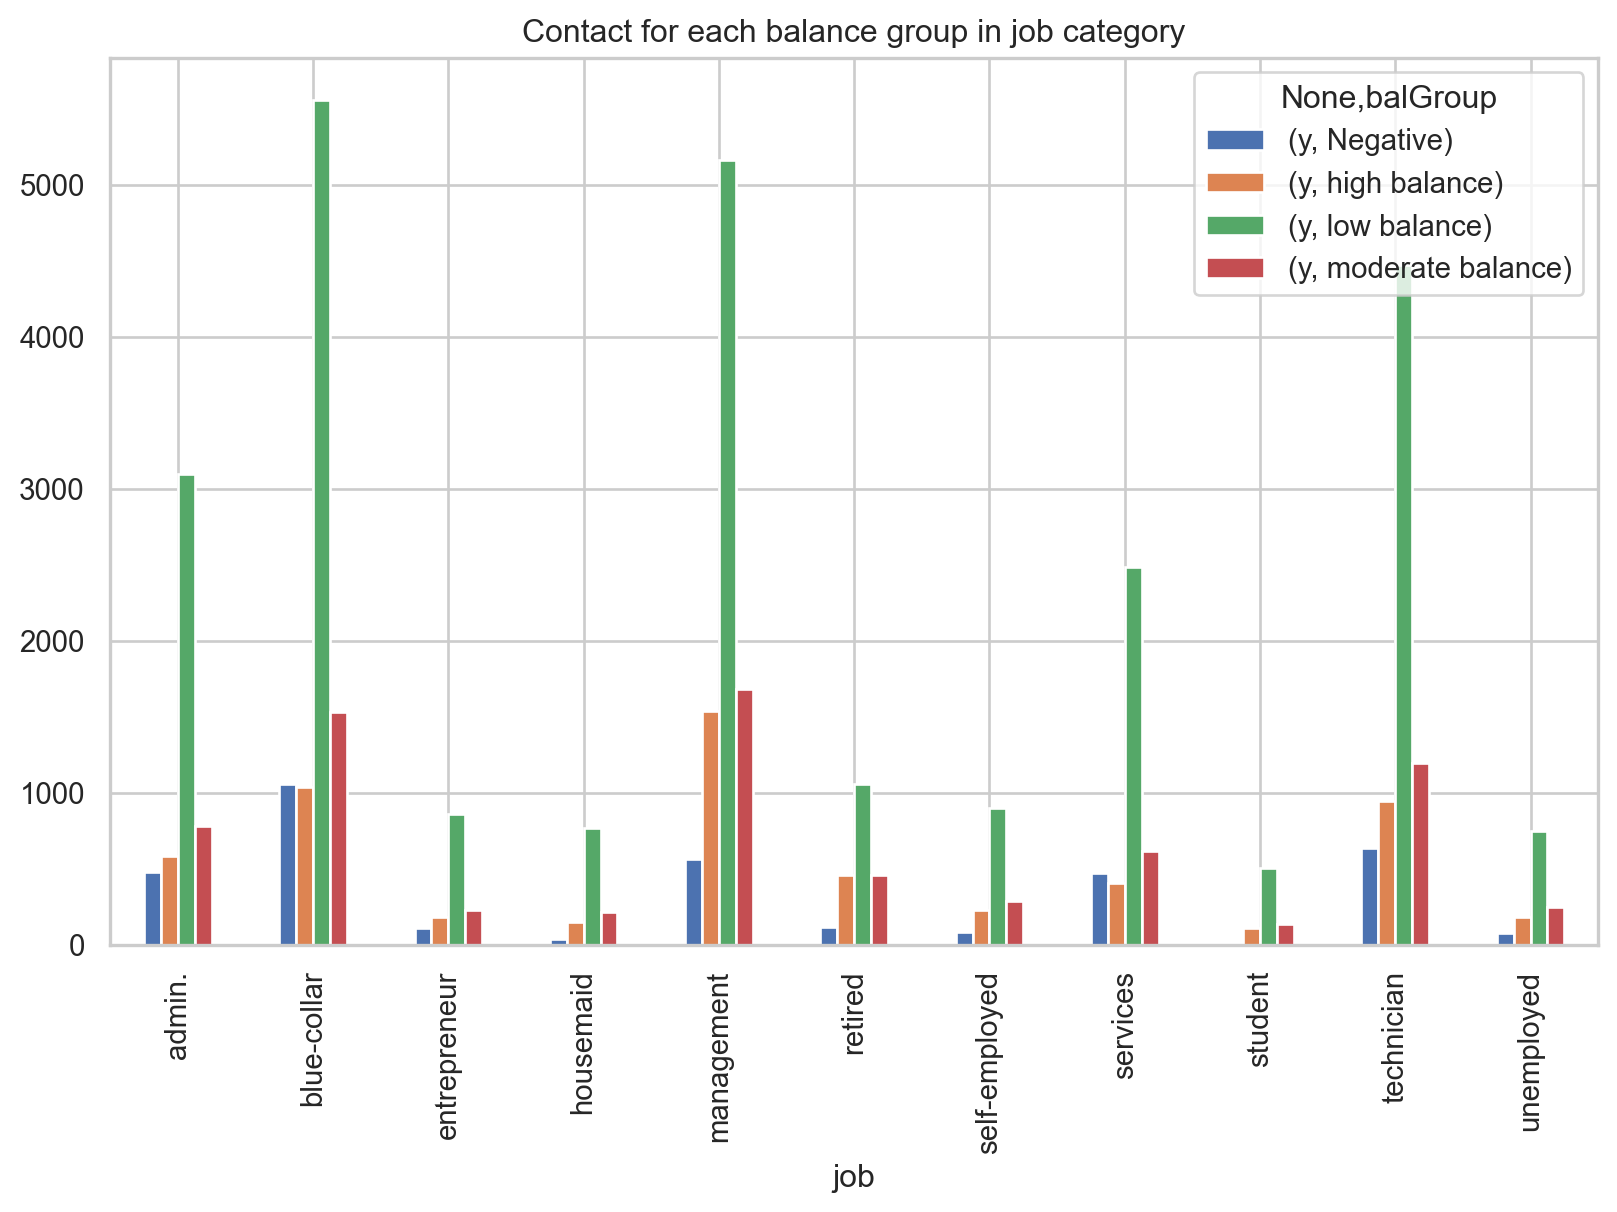 Contact for each balance group in job category
None,balGroup
(y, Negative)
(y, high balance)
(y, low balance)
(y, moderate balance)
5000
4000
3000
2000
1000
0
admin.
blue-collar
entrepreneur
housemaid
management
retired
self-employed
services
student
technician
unemployed
job